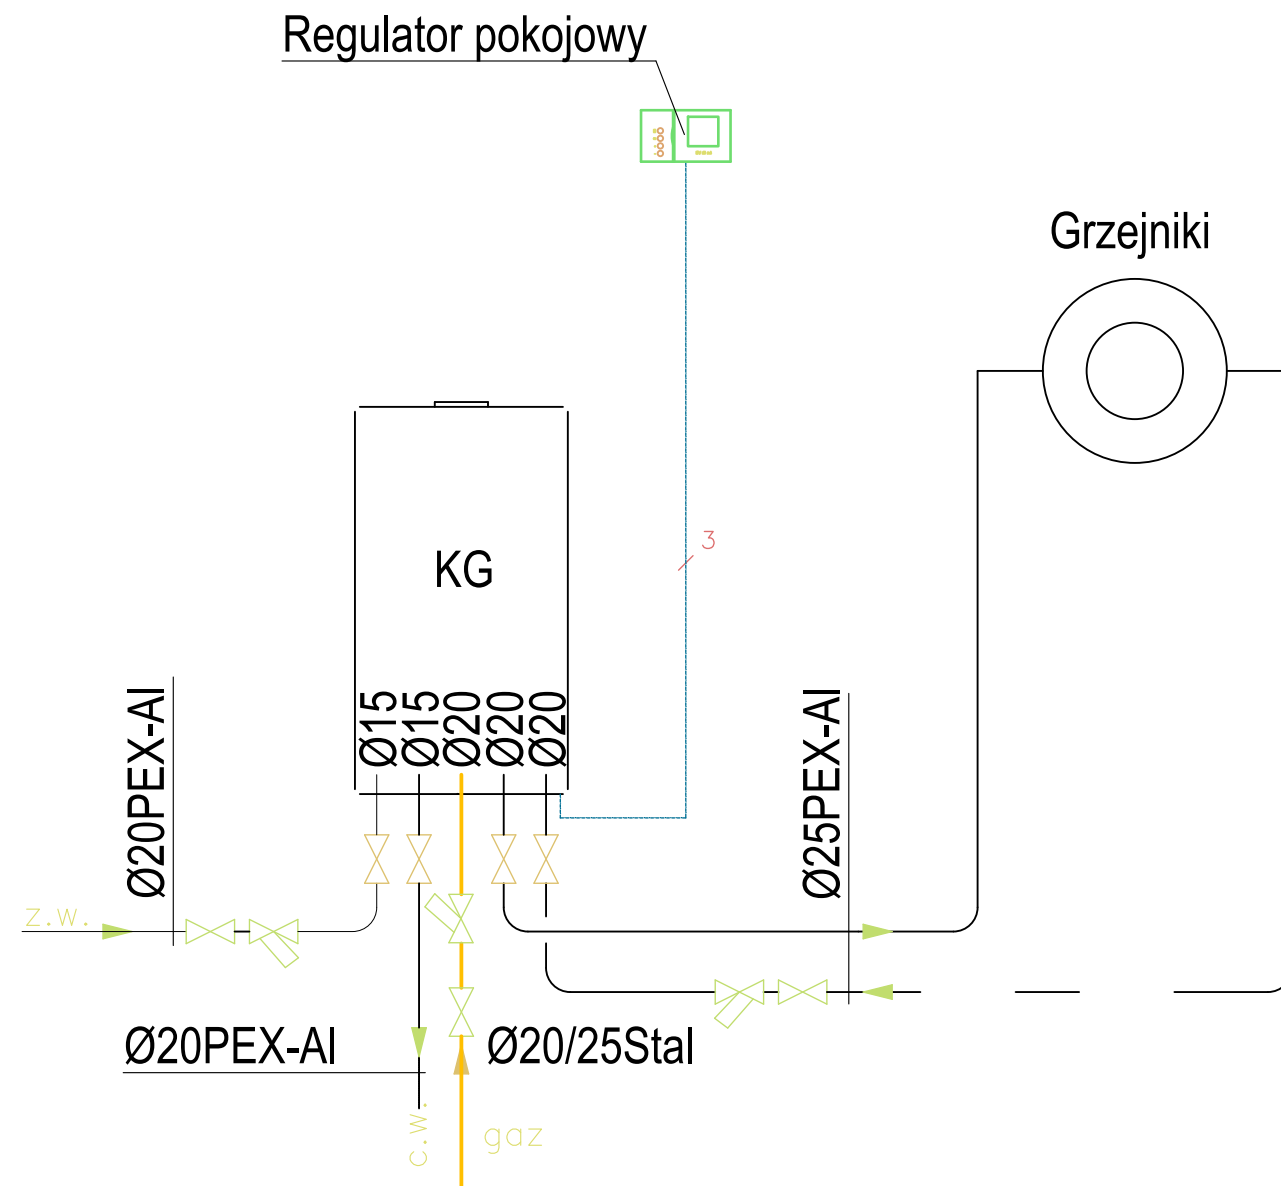 Regulator pokojowy
Grzejniki
3
KG
Ø15
Ø15
Ø20
Ø20
Ø20
Ø20PEX-Al
Ø25PEX-Al
z.w.
Ø20PEX-Al
Ø20/25Stal
c.w.
gaz